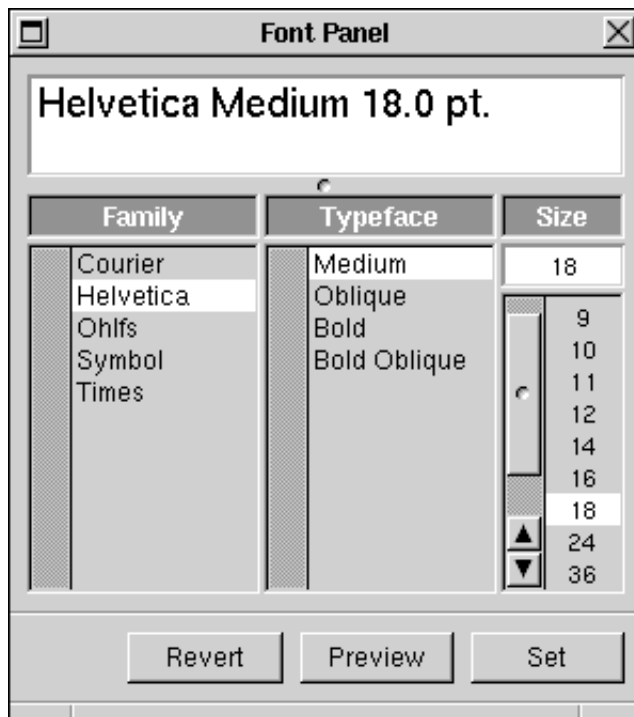 Font Panel
Helvetica Medium 18.0 pt.
Family
Typeface
Size
Courier
Helvetica
Ohlfs
Symbol
Times
Medium
Oblique
Bold
Bold Oblique
18
9
10
11
12
14
16
18
24
36
Revert
Preview
Set